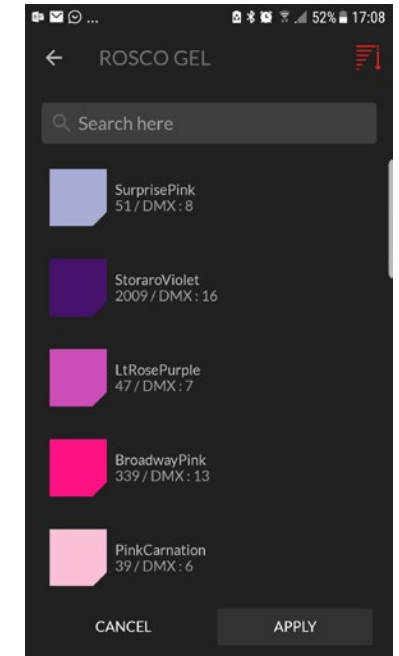 ... 52% 17:08
ROSCO GEL
Search here
SurprisePink
51 / DMX : 8
StoraroViolet
2009 / DMX : 16
LtRosePurple
47 / DMX : 7
BroadwayPink
339 / DMX : 13
PinkCarnation
39 / DMX : 6
CANCEL APPLY